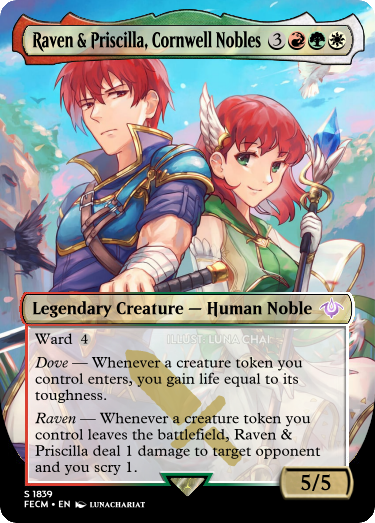 Raven & Priscilla, Cornwell Nobles 3
Legendary Creature — Human Noble
ILLUST. LUNACHAI
Ward 4
Dove — Whenever a creature token you
control enters, you gain life equal to its
toughness.
Raven — Whenever a creature token you
control leaves the battlefield, Raven &
Priscilla deal 1 damage to target opponent
and you scry 1.
5/5
S 1839
FECM • EN LUNACHARIAT